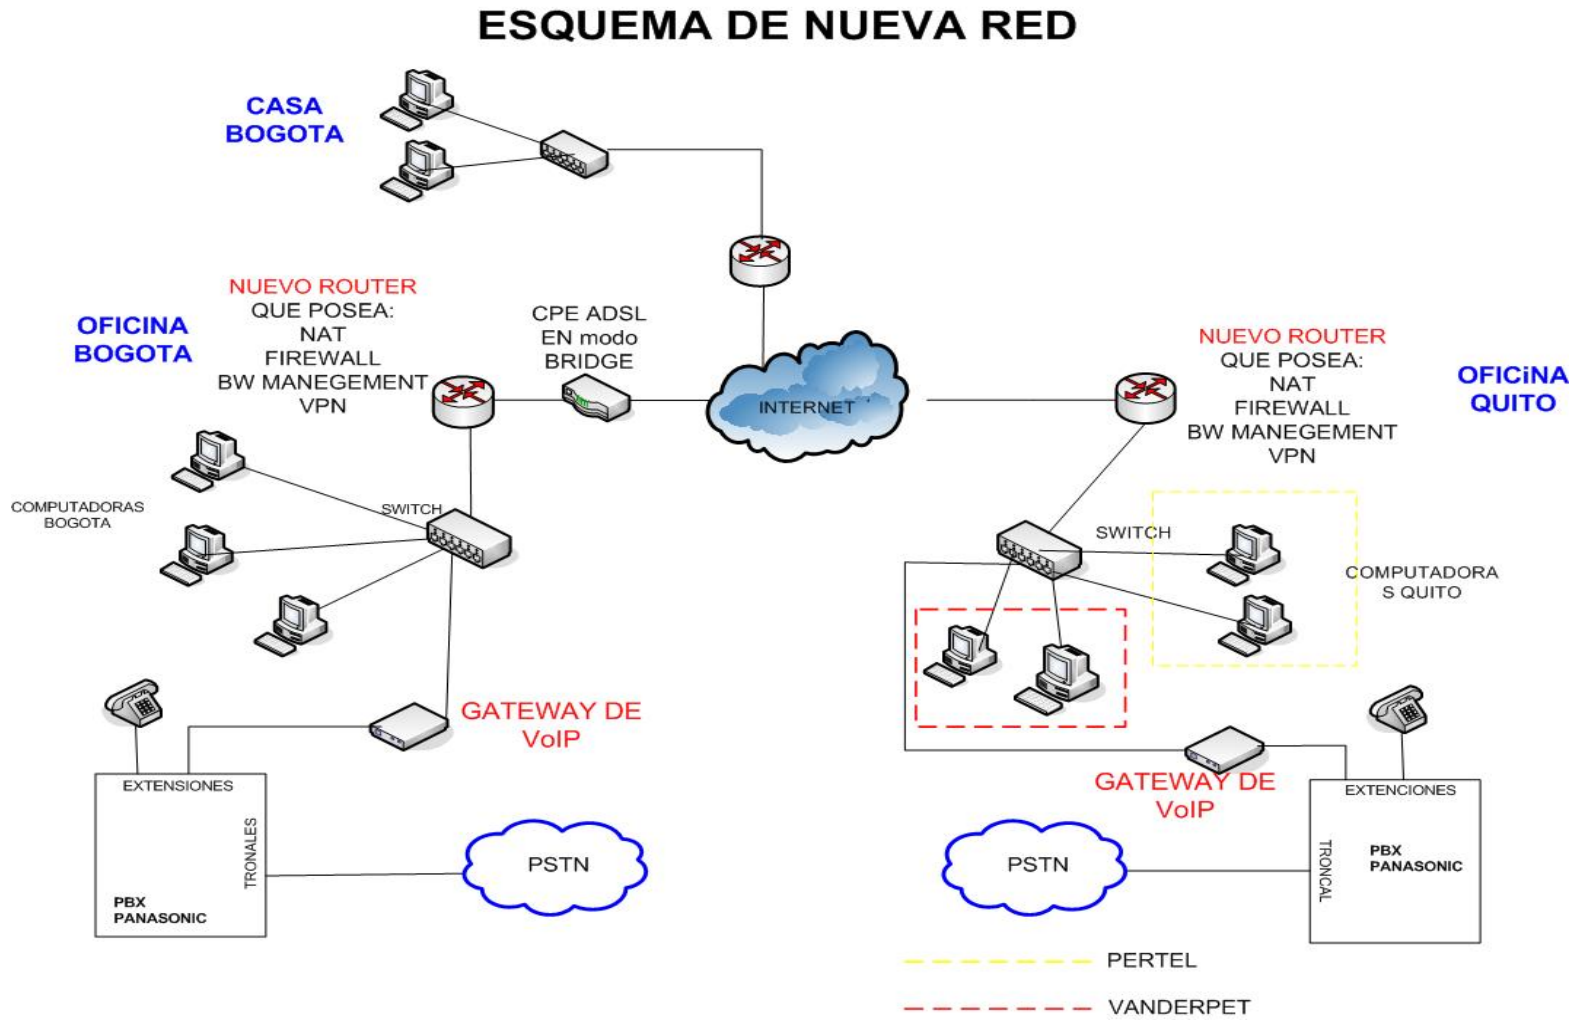 ESQUEMA DE NUEVA RED
CASA
BOGOTA
NUEVO ROUTER
QUE POSEA:
NAT
FIREWALL
BW MANEGEMENT
VPN
OFICINA
BOGOTA
CPE ADSL
EN modo
BRIDGE
INTERNET
NUEVO ROUTER
QUE POSEA:
NAT
FIREWALL
BW MANEGEMENT
VPN
OFICiNA
QUITO
COMPUTADORAS
BOGOTA
SWITCH
SWITCH
COMPUTADORA
S QUITO
GATEWAY DE
VoIP
GATEWAY DE
VoIP
EXTENSIONES
TRONALES
PBX
PANASONIC
PSTN
PSTN
EXTENCIONES
TRONCAL
PBX
PANASONIC
PERTEL
VANDERPET